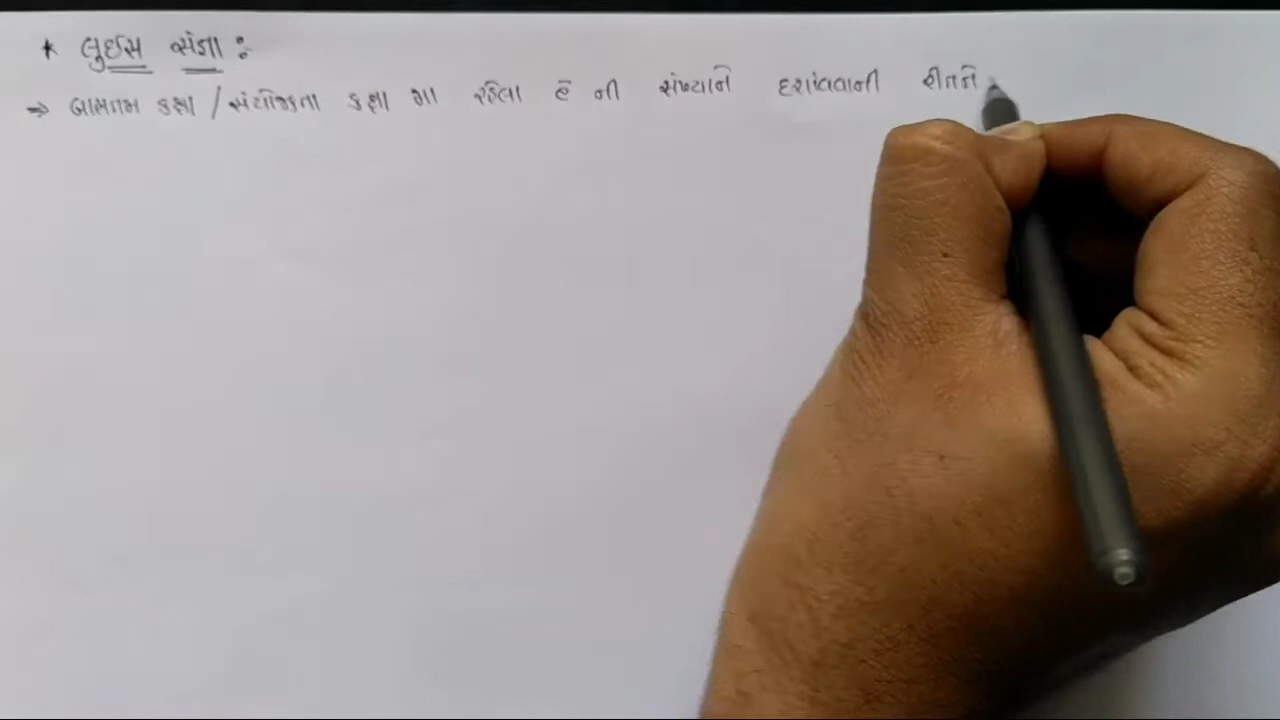 * લુઈસ સંજ્ઞા :
⇒ બાહ્યતમ કક્ષા / સંયોજકતા કક્ષા મા રહેલા ē ની સંખ્યાને દર્શાવવાની રીતને